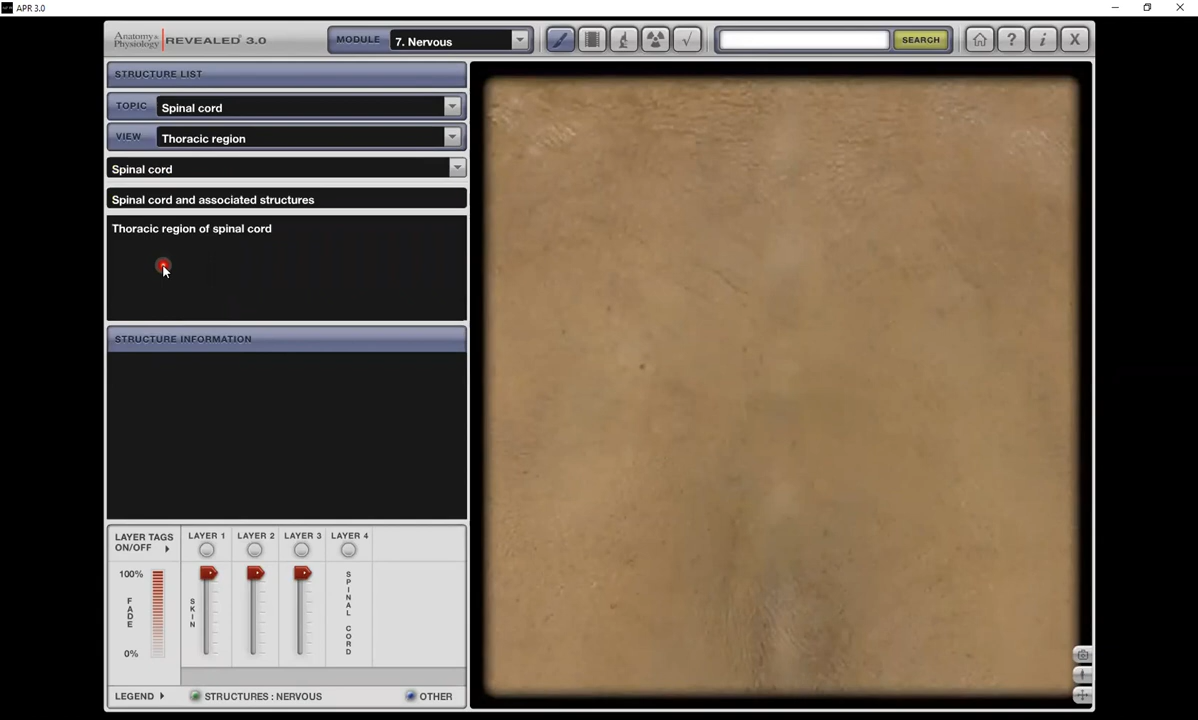 APR 3.0
Anatomy & Physiology REVEALED® 3.0
MODULE 7. Nervous
SEARCH
STRUCTURE LIST
TOPIC Spinal cord
VIEW Thoracic region
Spinal cord
Spinal cord and associated structures
Thoracic region of spinal cord
STRUCTURE INFORMATION
LAYER TAGS ON/OFF
LAYER 1 LAYER 2 LAYER 3 LAYER 4
100%
FADE
0%
SKIN
SPINAL CORD
LEGEND STRUCTURES : NERVOUS OTHER